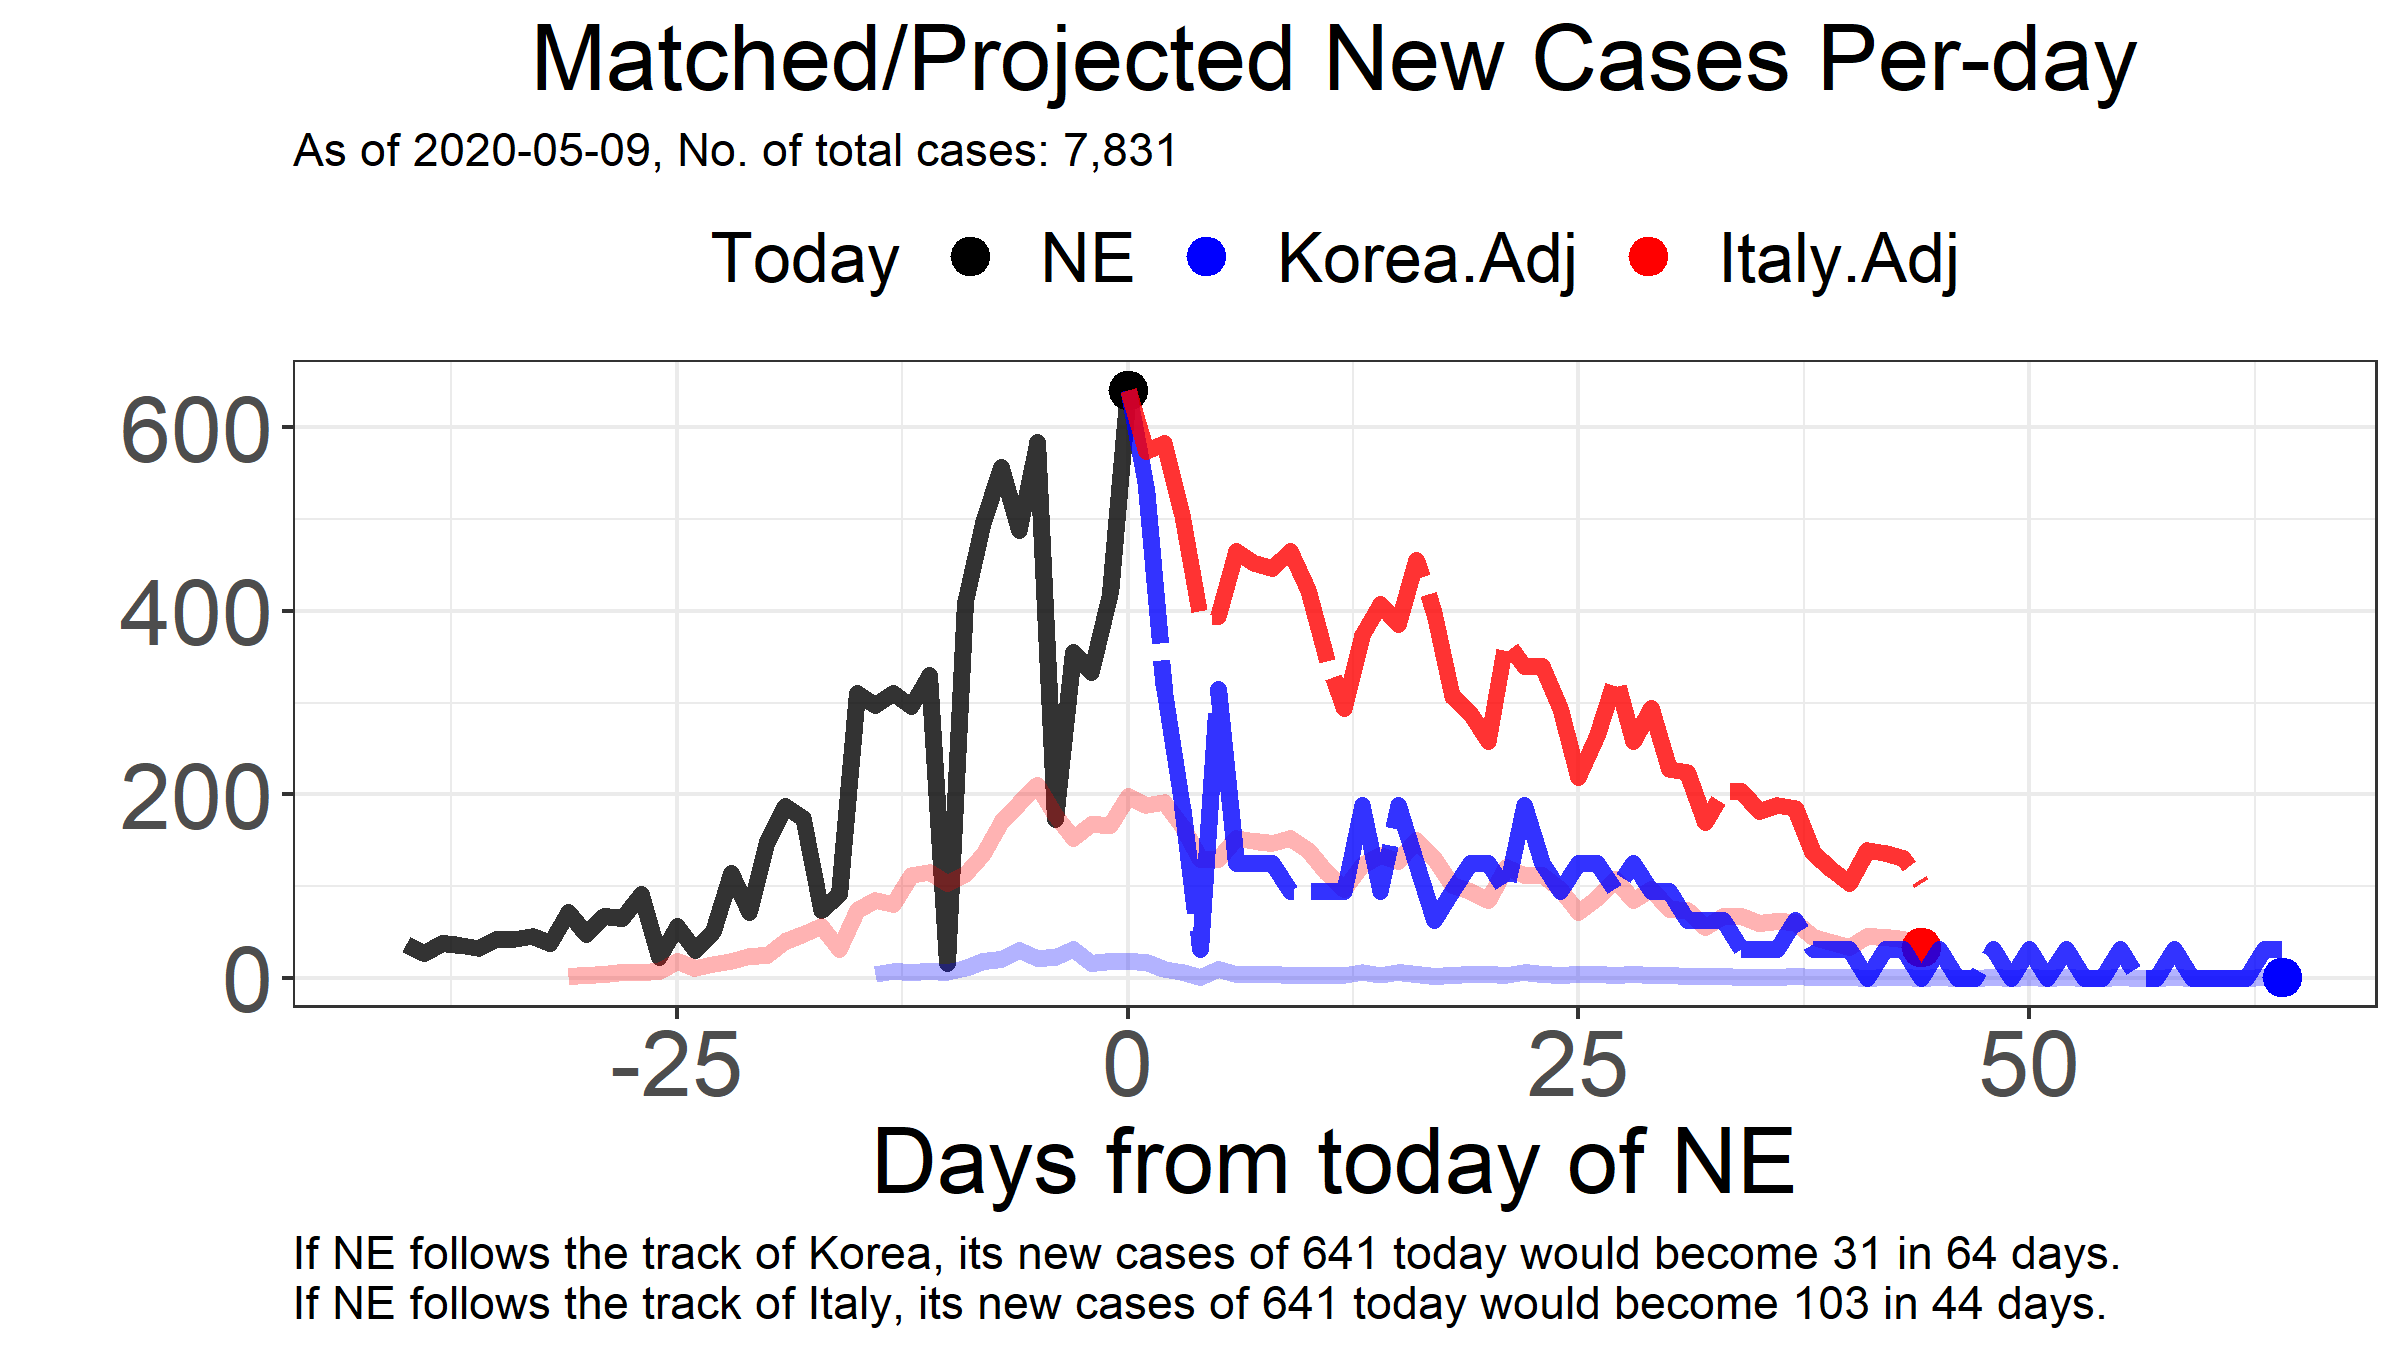 Matched/Projected New Cases Per-day
As of 2020-05-09, No. of total cases: 7,831
Today NE Korea.Adj Italy.Adj
600
400
200
0
-25 0 25 50
Days from today of NE
If NE follows the track of Korea, its new cases of 641 today would become 31 in 64 days.
If NE follows the track of Italy, its new cases of 641 today would become 103 in 44 days.